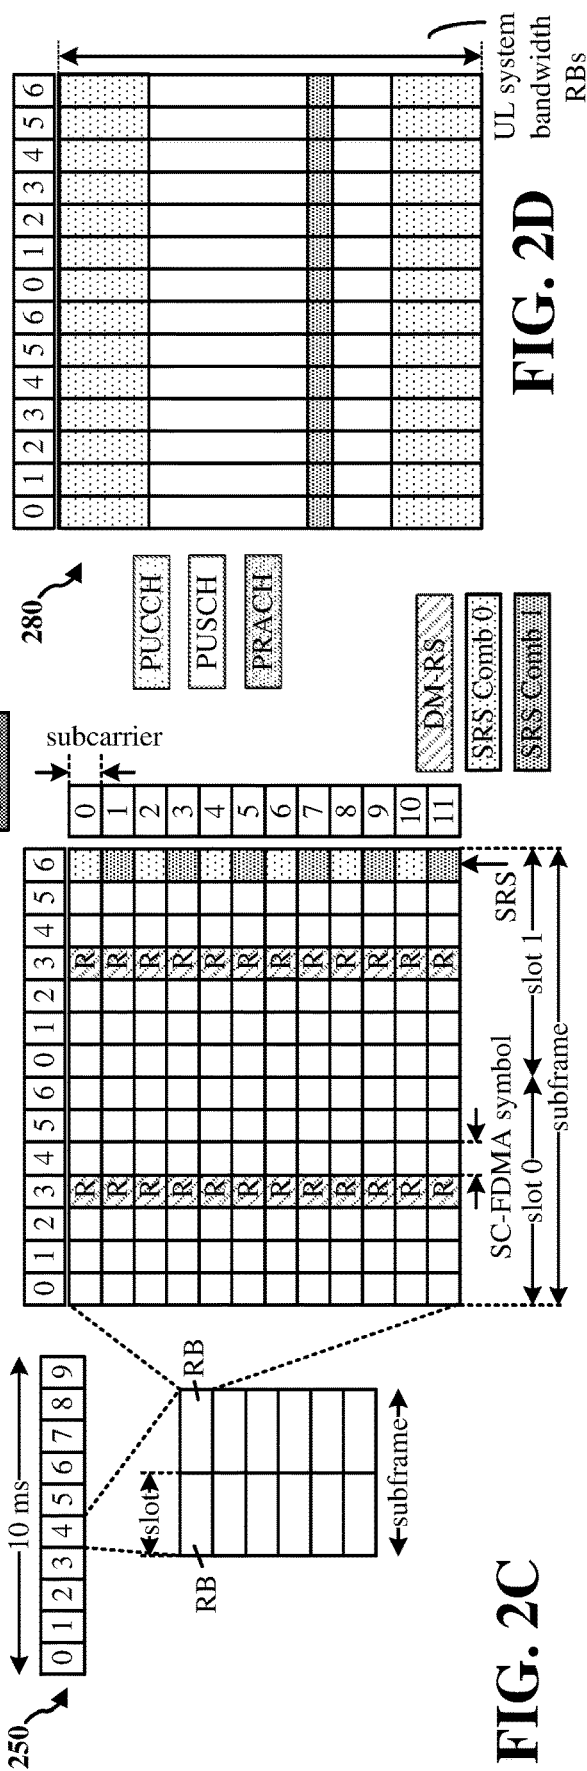 250
10 ms
0 1 2 3 4 5 6 7 8 9
slot
RB
RB
subframe
FIG. 2C
0 1 2 3 4 5 6 0 1 2 3 4 5 6
subcarrier
R R 0
R R 1
R R 2
R R 3
R R 4
R R 5
R R 6
R R 7
R R 8
R R 9
R R 10
R R 11
SC-FDMA symbol
SRS
slot 0
slot 1
subframe
DM-RS
SRS Comb 0
SRS Comb 1
280
PUCCH
PUSCH
PRACH
0 1 2 3 4 5 6 0 1 2 3 4 5 6
UL system
bandwidth
RBs
FIG. 2D